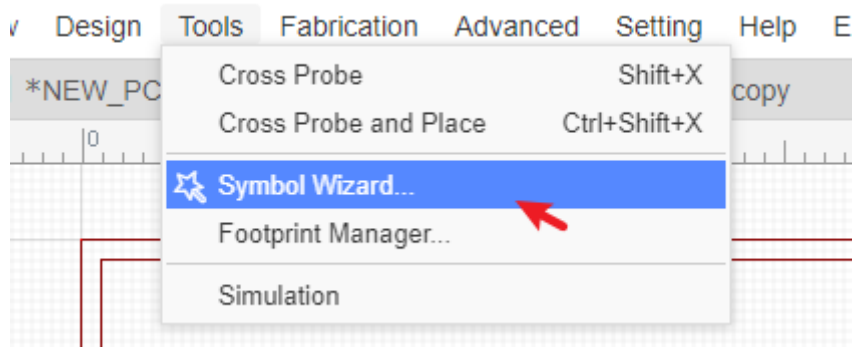 Design Tools Fabrication Advanced Setting Help E
*NEW_PC copy
0
Cross Probe Shift+X
Cross Probe and Place Ctrl+Shift+X
Symbol Wizard...
Footprint Manager...
Simulation